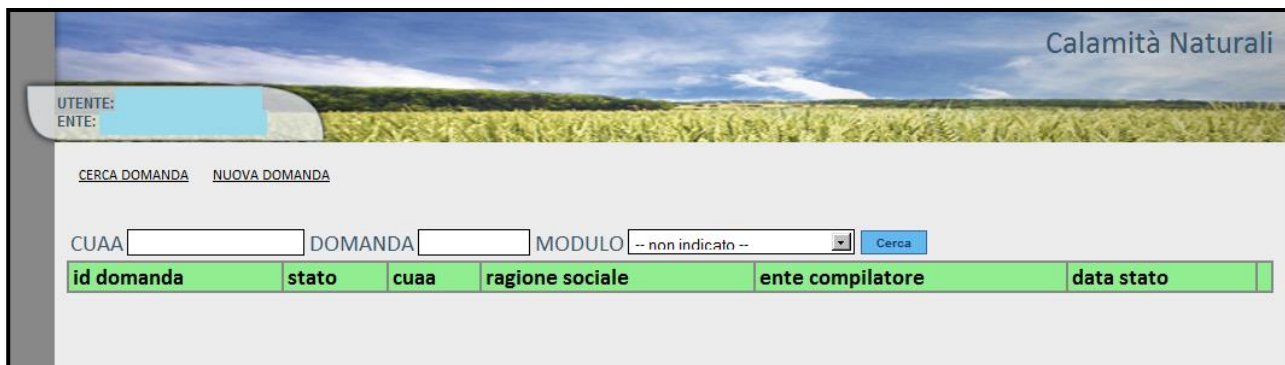 Calamità Naturali
UTENTE:
ENTE:
CERCA DOMANDA NUOVA DOMANDA
CUAA DOMANDA MODULO -- non indicato -- Cerca
id domanda stato cuaa ragione sociale ente compilatore data stato